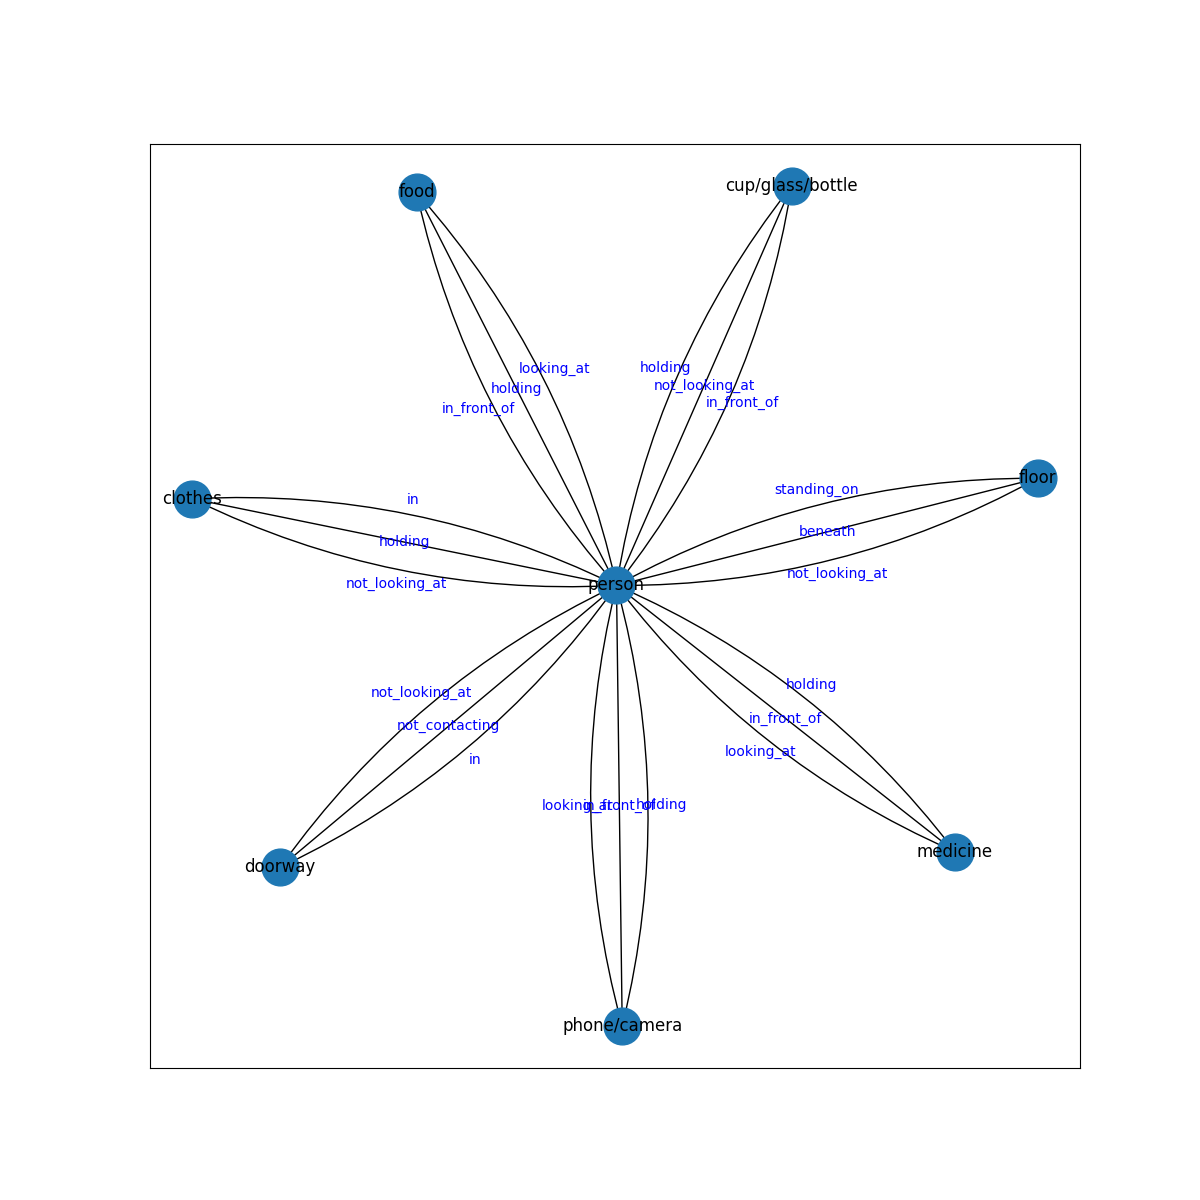 food
cup/glass/bottle
looking_at
holding
in_front_of
holding
not_looking_at
in_front_of
clothes
floor
in
holding
not_looking_at
standing_on
beneath
not_looking_at
person
not_looking_at
not_contacting
in
holding
in_front_of
looking_at
looking_at
in_front_of
holding
doorway
medicine
phone/camera